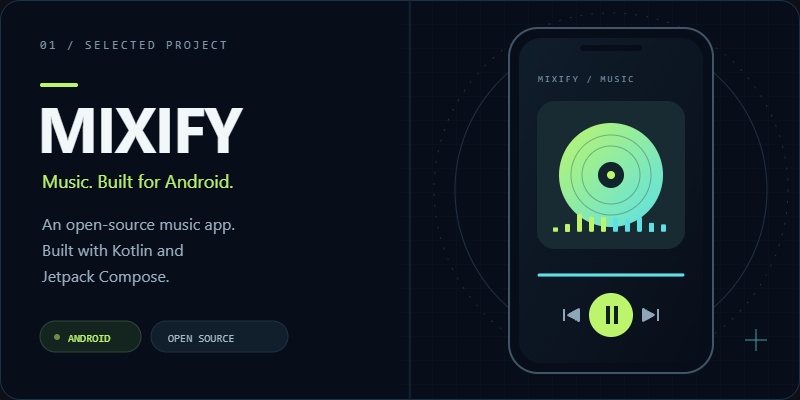 01 / SELECTED PROJECT
MIXIFY
Music. Built for Android.
An open-source music app.
Built with Kotlin and
Jetpack Compose.
ANDROID
OPEN SOURCE
MIXIFY / MUSIC